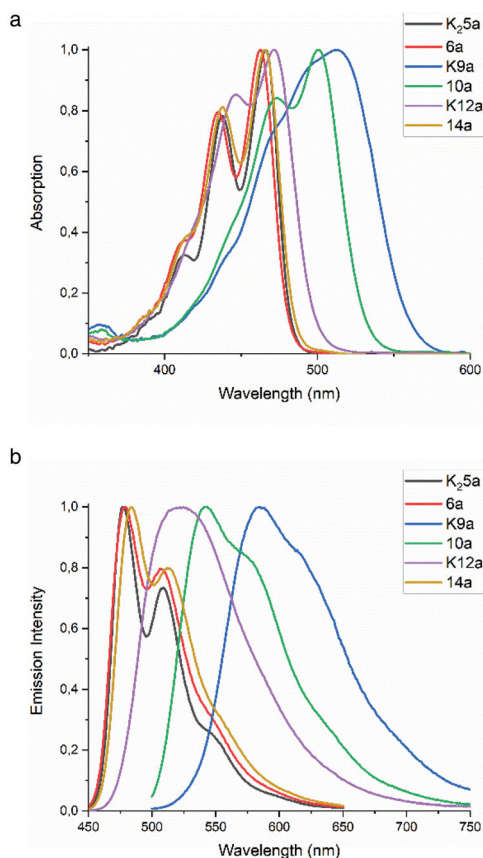 a
1,0
0,8
0,6
0,4
0,2
0,0
Absorption
400
500
600
Wavelength (nm)
K₂5a
6a
K9a
10a
K12a
14a
b
1,0
0,8
0,6
0,4
0,2
0,0
Emission Intensity
450
500
550
600
650
700
750
Wavelength (nm)
K₂5a
6a
K9a
10a
K12a
14a